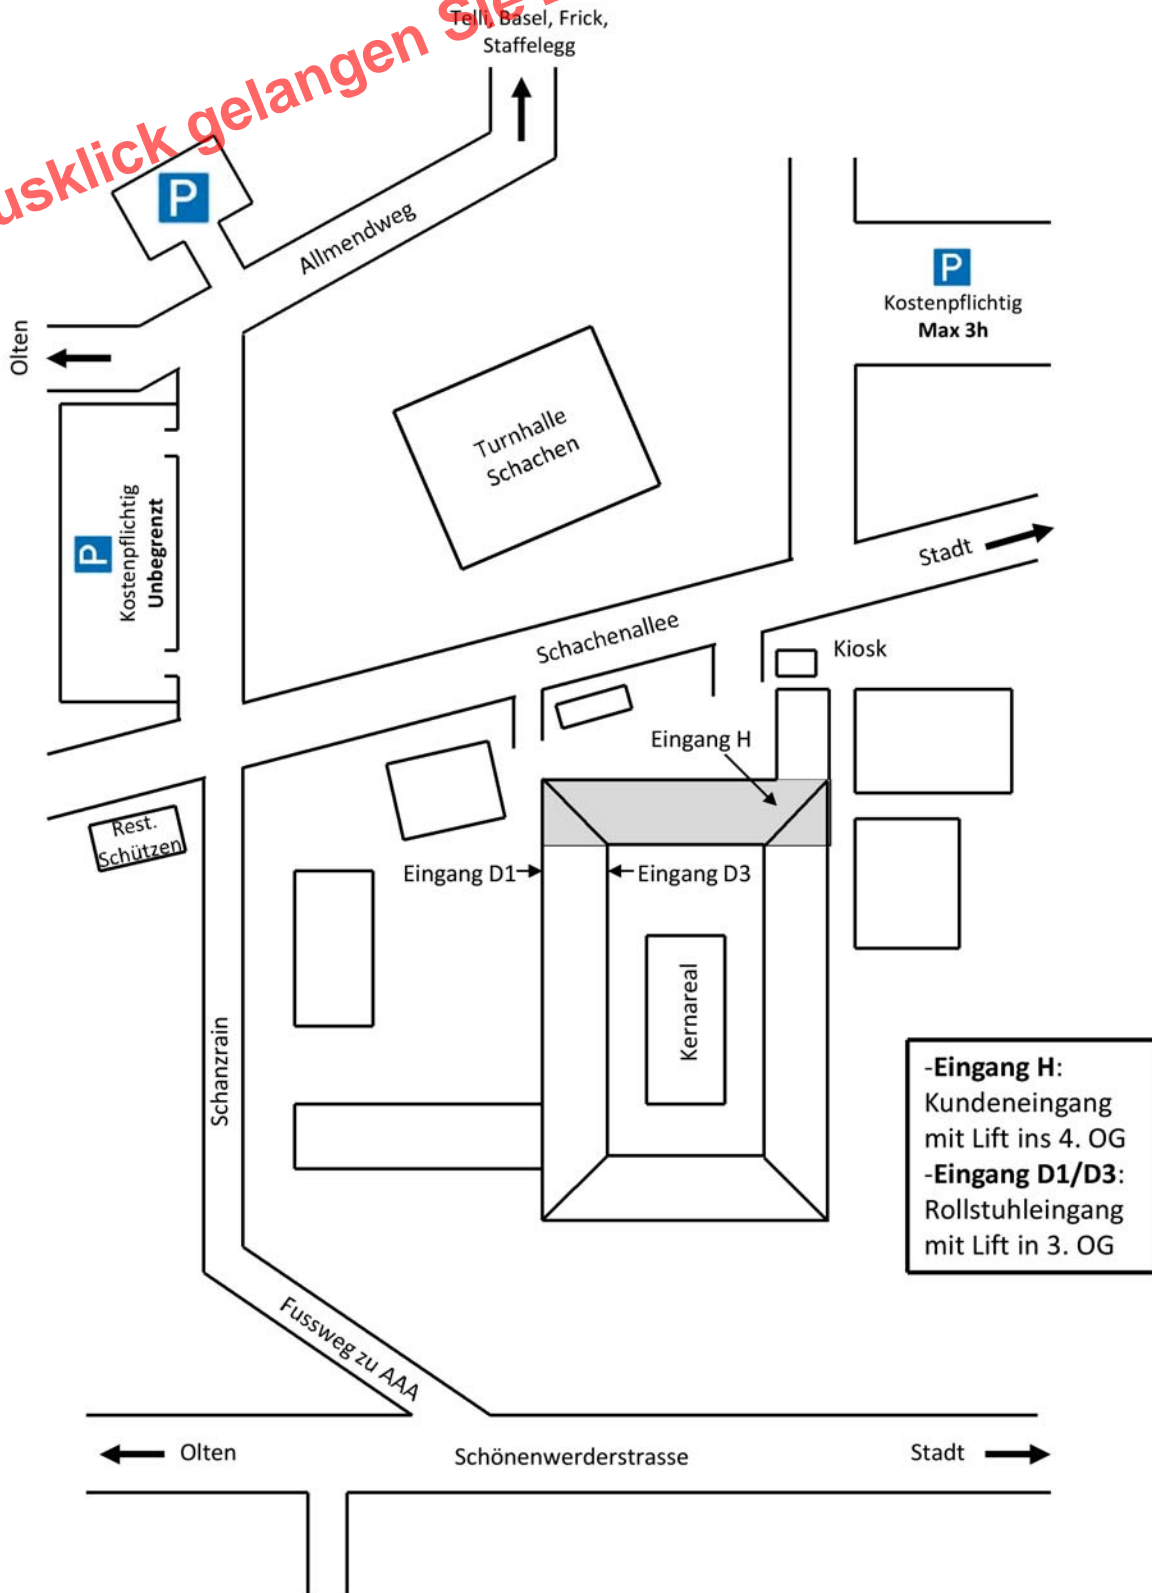 usklick gelangen Sie
Telli, Basel, Frick,
Staffelegg
P
Allmendweg
P
Kostenpflichtig
Max 3h
Olten
Turnhalle
Schachen
P
Kostenpflichtig
Unbegrenzt
Stadt
Schachenallee
Kiosk
Eingang H
Rest.
Schützen
Eingang D1
Eingang D3
Kernareal
Schanzrain
-Eingang H:
Kundeneingang
mit Lift ins 4. OG
-Eingang D1/D3:
Rollstuhleingang
mit Lift in 3. OG
Fussweg zu AAA
Olten
Schönenwerderstrasse
Stadt